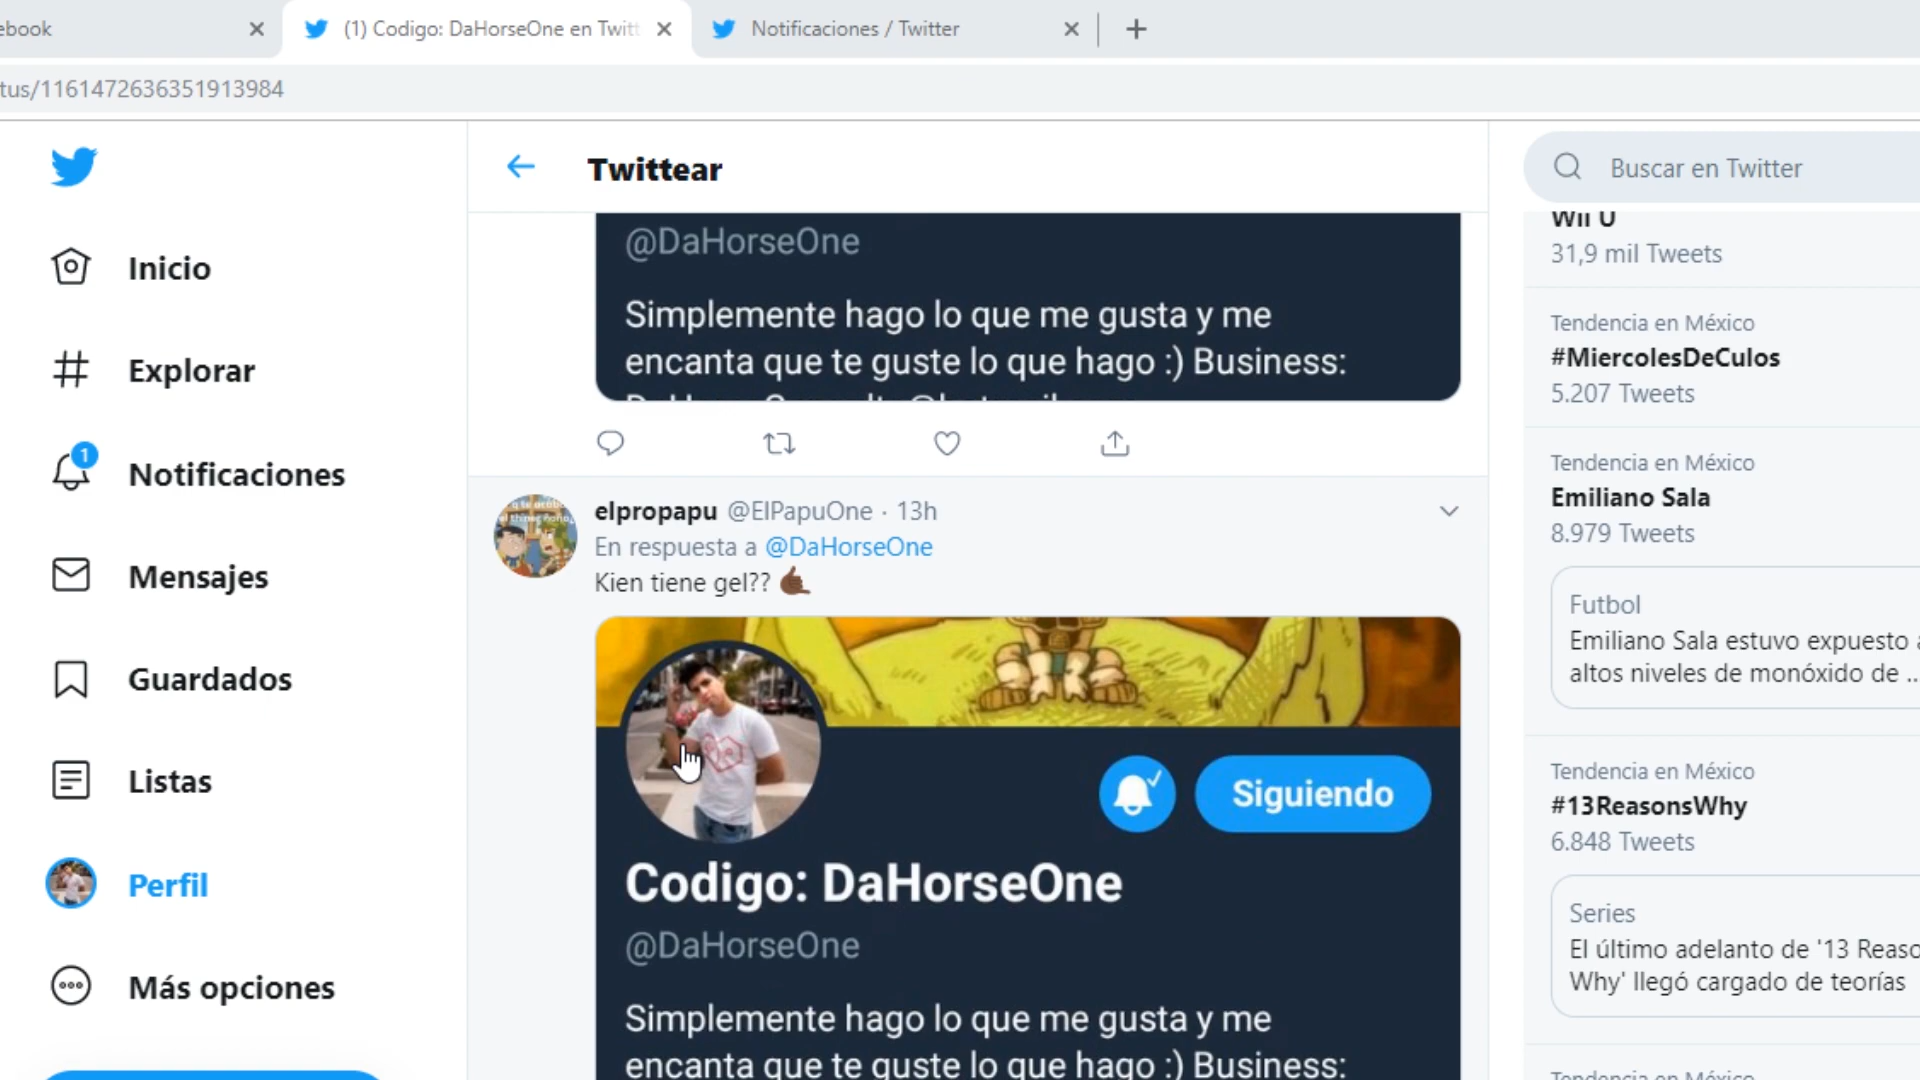 ebook
(1) Codigo: DaHorseOne en Twitt
Notificaciones / Twitter
tus/1161472636351913984
Twittear
Buscar en Twitter
Inicio
Explorar
1
Notificaciones
Mensajes
Guardados
Listas
Perfil
Más opciones
@DaHorseOne
Simplemente hago lo que me gusta y me
encanta que te guste lo que hago :) Business:
elpropapu @ElPapuOne · 13h
En respuesta a @DaHorseOne
Kien tiene gel?? 🤙🏿
Siguiendo
Codigo: DaHorseOne
@DaHorseOne
Simplemente hago lo que me gusta y me
encanta que te guste lo que hago :) Business:
Wii U
31,9 mil Tweets
Tendencia en México
#MiercolesDeCulos
5.207 Tweets
Tendencia en México
Emiliano Sala
8.979 Tweets
Futbol
Emiliano Sala estuvo expuesto a
altos niveles de monóxido de ...
Tendencia en México
#13ReasonsWhy
6.848 Tweets
Series
El último adelanto de '13 Reaso
Why' llegó cargado de teorías
Tendencia en México